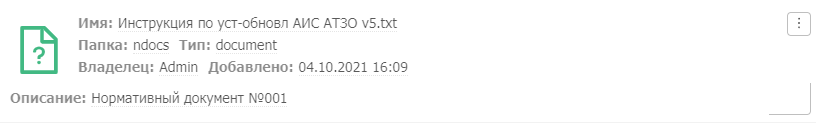 Имя: Инструкция по уст-обновл АИС АТЗО v5.txt
Папка: ndocs Тип: document
Владелец: Admin Добавлено: 04.10.2021 16:09
Описание: Нормативный документ №001